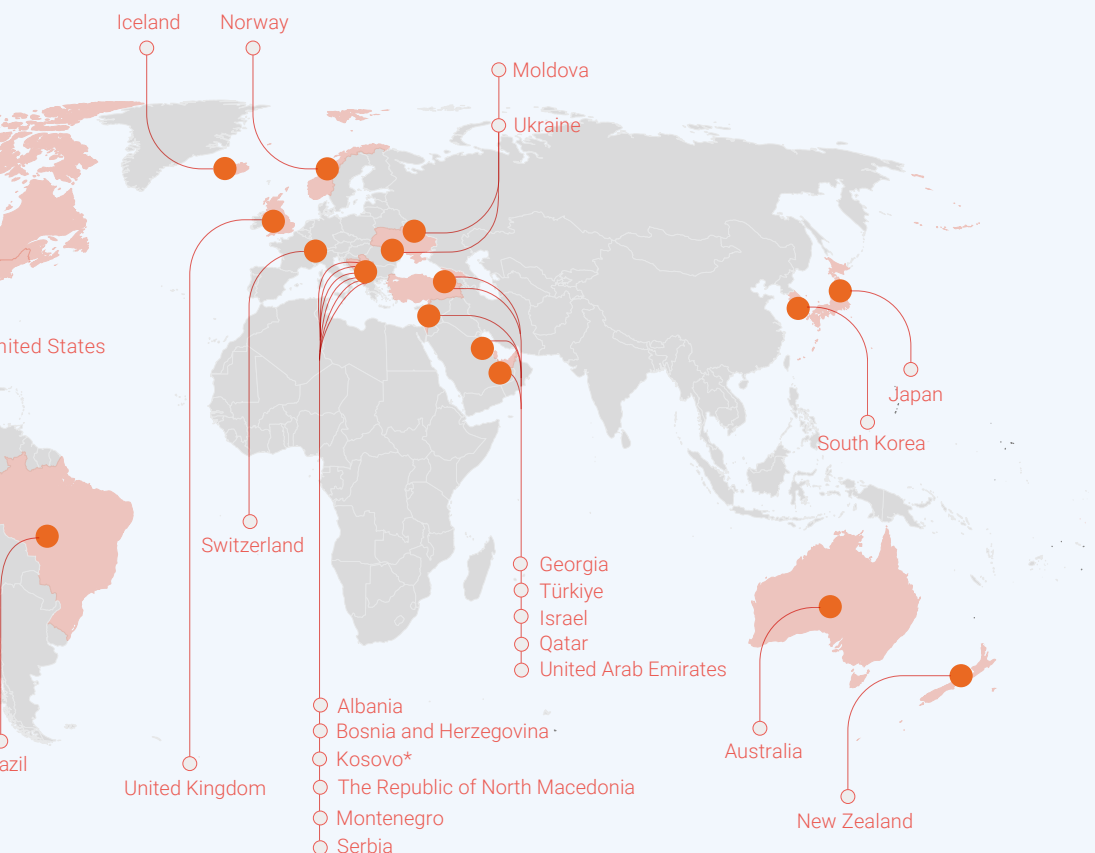 Iceland
Norway
Moldova
Ukraine
nited States
Japan
South Korea
Switzerland
Georgia
Türkiye
Israel
Qatar
United Arab Emirates
Albania
Bosnia and Herzegovina
Kosovo*
The Republic of North Macedonia
Montenegro
Serbia
Australia
azil
United Kingdom
New Zealand